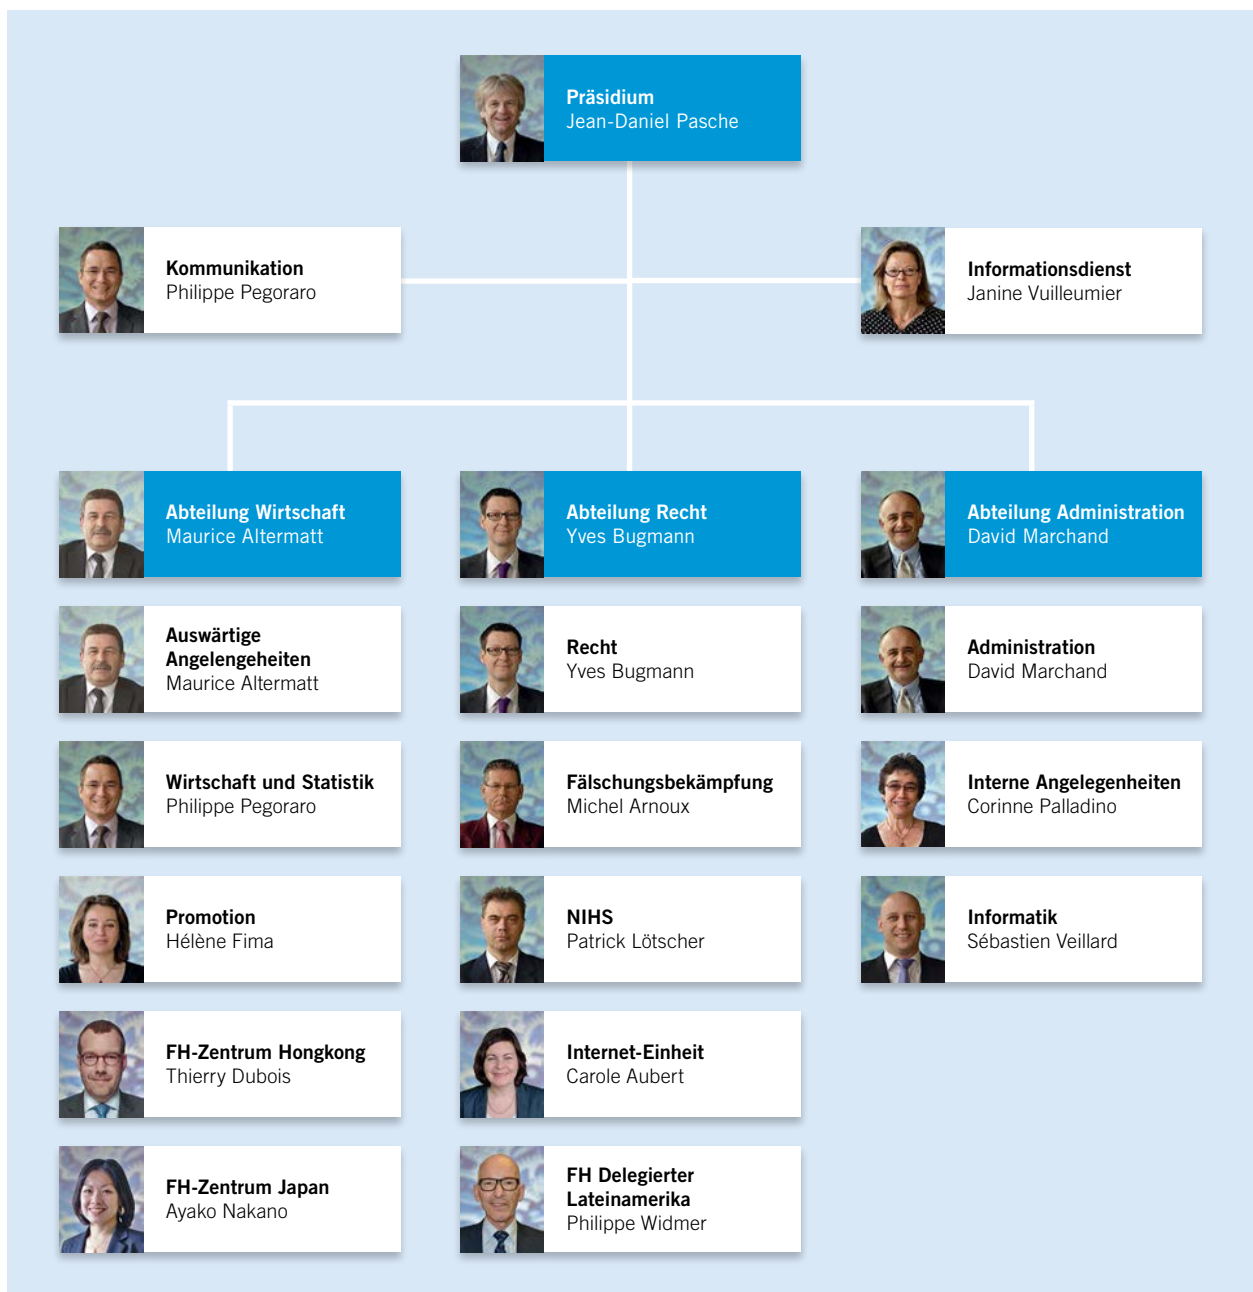 Präsidium
Jean-Daniel Pasche
Kommunikation
Philippe Pegoraro
Informationsdienst
Janine Vuilleumier
Abteilung Wirtschaft
Maurice Altermatt
Abteilung Recht
Yves Bugmann
Abteilung Administration
David Marchand
Auswärtige
Angelengeheiten
Maurice Altermatt
Recht
Yves Bugmann
Administration
David Marchand
Wirtschaft und Statistik
Philippe Pegoraro
Fälschungsbekämpfung
Michel Arnoux
Interne Angelegenheiten
Corinne Palladino
Promotion
Hélène Fima
NIHS
Patrick Lötscher
Informatik
Sébastien Veillard
FH-Zentrum Hongkong
Thierry Dubois
Internet-Einheit
Carole Aubert
FH-Zentrum Japan
Ayako Nakano
FH Delegierter
Lateinamerika
Philippe Widmer